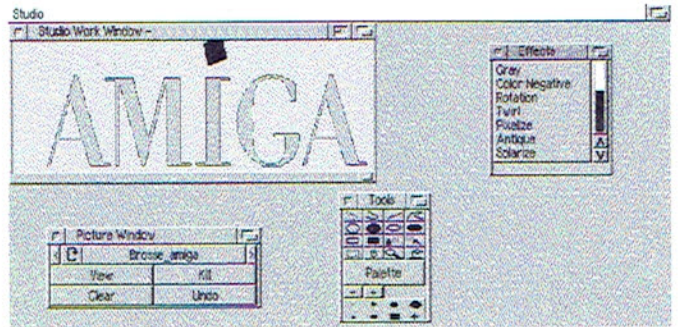 Studio
Studio Work Window -
AMIGA
Effects
Gray
Color Negative
Rotation
Twirl
Pixelize
Antique
Solarize
Tools
Palette
Picture Window
Brosse_amiga
View
Kill
Clear
Undo